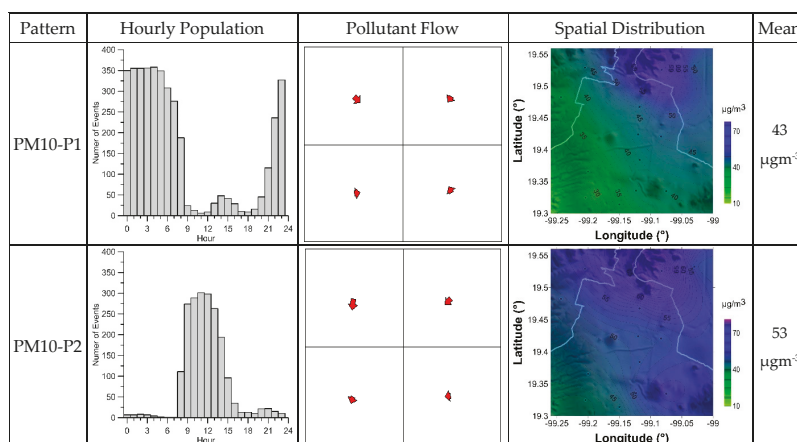 Pattern Hourly Population Pollutant Flow Spatial Distribution Mean
PM10-P1
400
350
300
250
200
150
100
50
0
Numer of Events
0 3 6 9 12 15 18 21 24
Hour
19.55
19.5
19.45
19.4
19.35
19.3
Latitude (°)
-99.25 -99.2 -99.15 -99.1 -99.05 -99
Longitude (°)
µg/m3
70
40
10
43
µgm-3
PM10-P2
400
350
300
250
200
150
100
50
0
Numer of Events
0 3 6 9 12 15 18 21 24
Hour
19.55
19.5
19.45
19.4
19.35
19.3
Latitude (°)
-99.25 -99.2 -99.15 -99.1 -99.05 -99
Longitude (°)
µg/m3
70
40
10
53
µgm-3